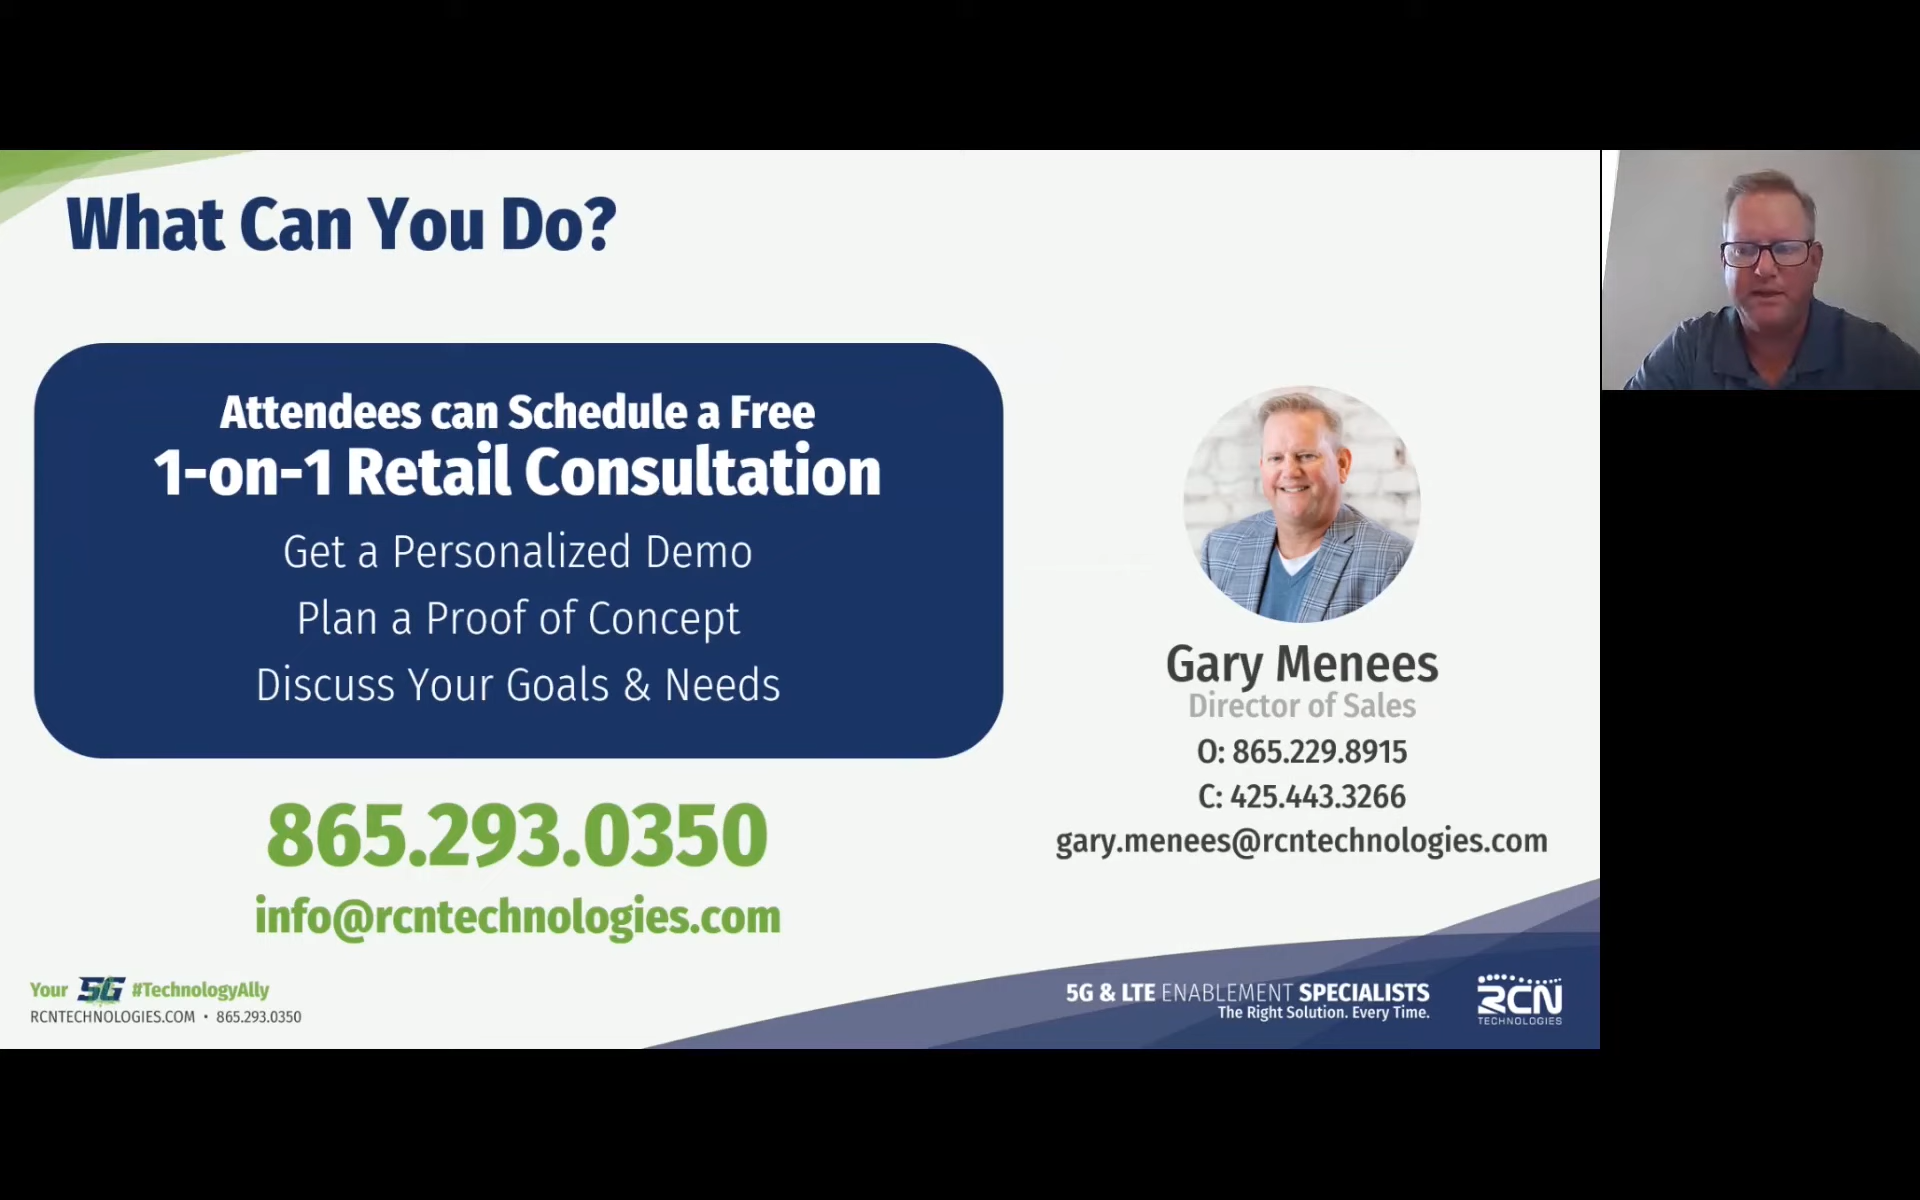 What Can You Do?
Attendees can Schedule a Free
1-on-1 Retail Consultation
Get a Personalized Demo
Plan a Proof of Concept
Discuss Your Goals & Needs
865.293.0350
info@rcntechnologies.com
Gary Menees
Director of Sales
O: 865.229.8915
C: 425.443.3266
gary.menees@rcntechnologies.com
Your 5G #TechnologyAlly
RCNTECHNOLOGIES.COM • 865.293.0350
5G & LTE ENABLEMENT SPECIALISTS
The Right Solution. Every Time.
RCN
TECHNOLOGIES